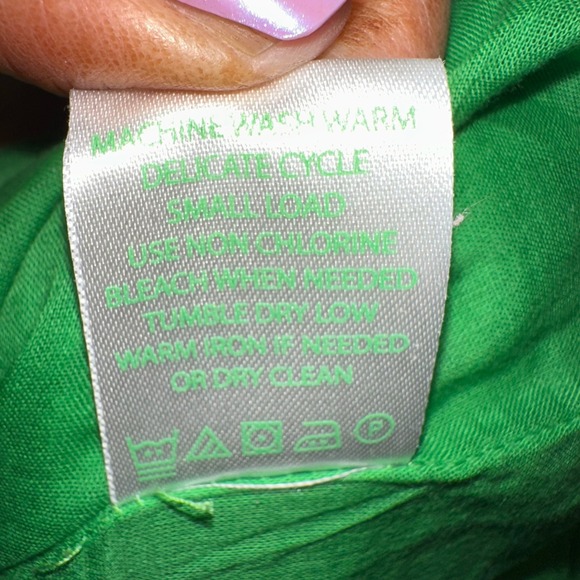 MACHINE WASH WARM
DELICATE CYCLE
SMALL LOAD
USE NON CHLORINE
BLEACH WHEN NEEDED
TUMBLE DRY LOW
WARM IRON IF NEEDED
OR DRY CLEAN
P